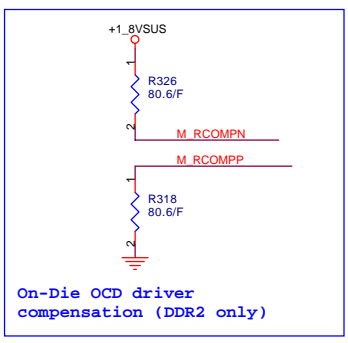 +1_8VSUS
1
R326
80.6/F
2
M_RCOMPN
M_RCOMPP
1
R318
80.6/F
2
On-Die OCD driver
compensation (DDR2 only)